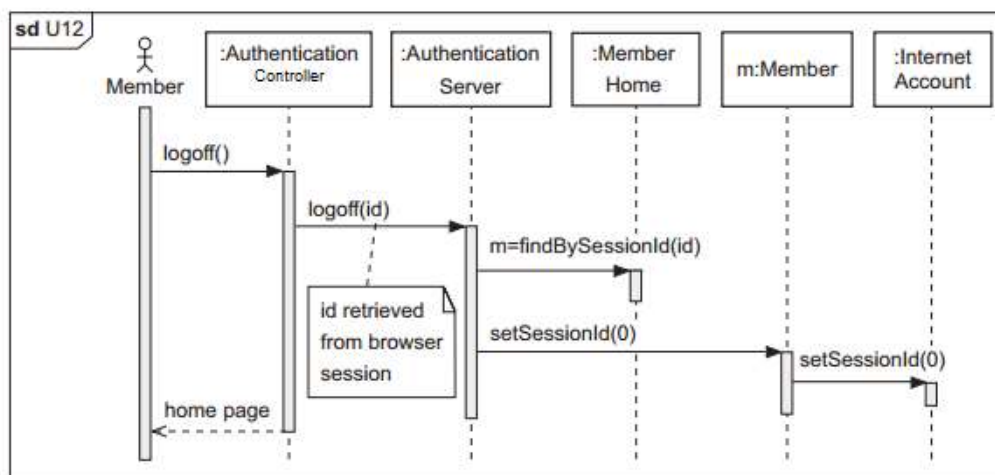 sd U12
Member
:Authentication
Controller
:Authentication
Server
:Member
Home
m:Member
:Internet
Account
logoff()
logoff(id)
m=findBySessionId(id)
id retrieved
from browser
session
setSessionId(0)
setSessionId(0)
home page